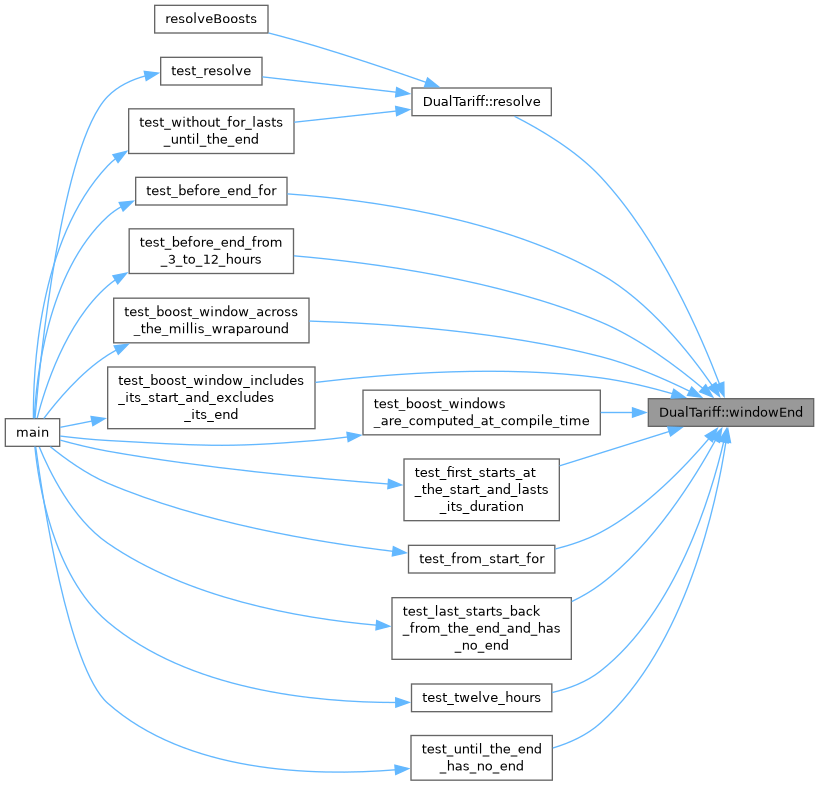 resolveBoosts
test_resolve
DualTariff::resolve
test_without_for_lasts
_until_the_end
test_before_end_for
test_before_end_from
_3_to_12_hours
test_boost_window_across
_the_millis_wraparound
test_boost_window_includes
_its_start_and_excludes
_its_end
test_boost_windows
_are_computed_at_compile_time
DualTariff::windowEnd
main
test_first_starts_at
_the_start_and_lasts
_its_duration
test_from_start_for
test_last_starts_back
_from_the_end_and_has
_no_end
test_twelve_hours
test_until_the_end
_has_no_end